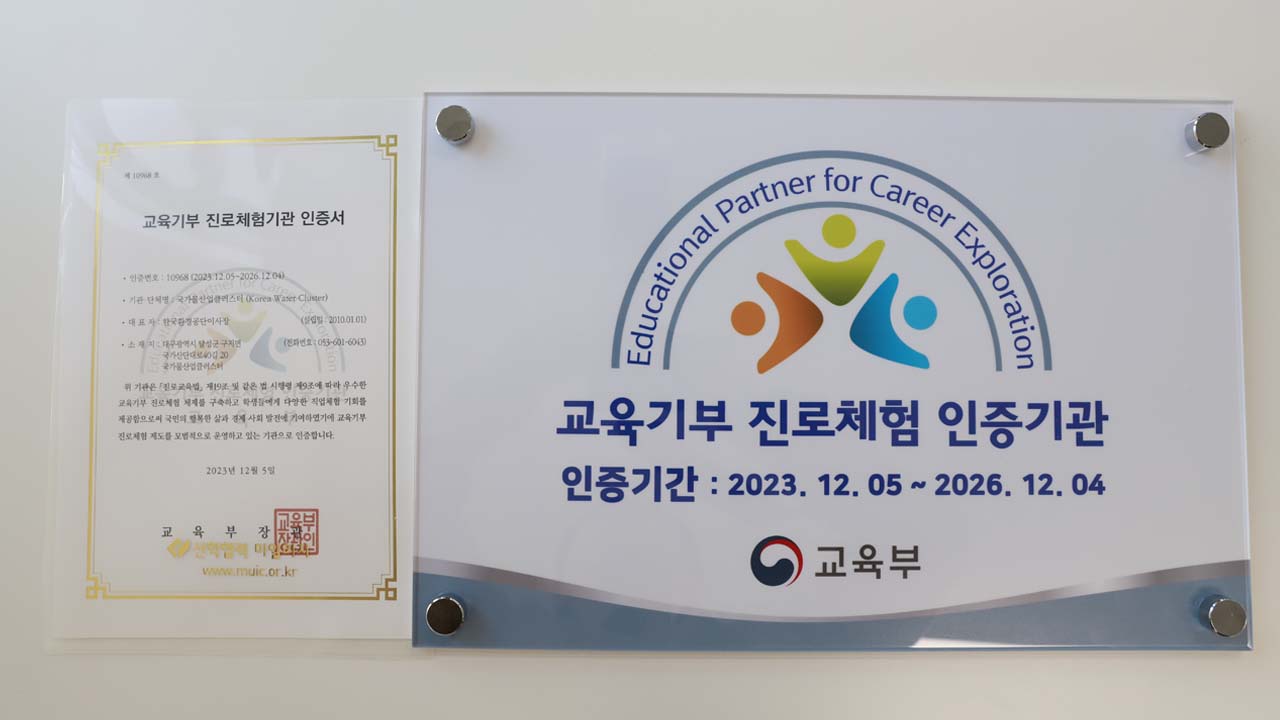 제 10968 호
교육기부 진로체험기관 인증서
• 인증번호 : 10968 (2023.12.05~2026.12.04)
• 기관·단체명 : 국가물산업클러스터 (Korea Water Cluster)
• 대 표 자 : 한국환경공단이사장 (설립일 : 2010.01.01)
• 소 재 지 : 대구광역시 달성군 구지면 (전화번호 : 053-601-6043)
국가산단대로40길 20
국가물산업클러스터
위 기관은 「진로교육법」 제19조 및 같은 법 시행령 제9조에 따라 우수한
교육기부 진로체험 체제를 구축하고 학생들에게 다양한 직업체험 기회를
제공함으로써 국민의 행복한 삶과 경제·사회 발전에 기여하였기에 교육기부
진로체험 제도를 모범적으로 운영하고 있는 기관으로 인증합니다.
2023년 12월 5일
교 육 부 장 관
교육부
장관인
www.muic.or.kr
Educational Partner for Career Exploration
Educational Partner for Career Exploration
교육기부 진로체험 인증기관
인증기간 : 2023. 12. 05 ~ 2026. 12. 04
교육부